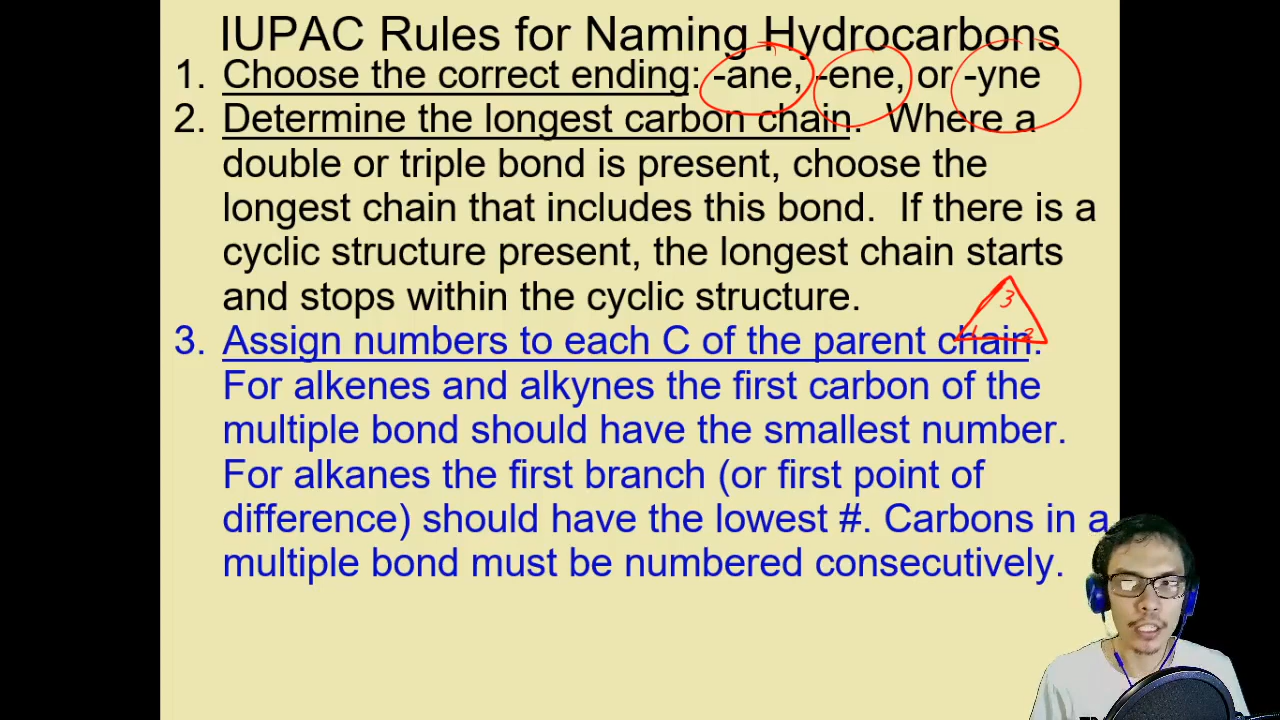 IUPAC Rules for Naming Hydrocarbons
1. Choose the correct ending: -ane, -ene, or -yne
2. Determine the longest carbon chain. Where a
double or triple bond is present, choose the
longest chain that includes this bond. If there is a
cyclic structure present, the longest chain starts
and stops within the cyclic structure.
3
1 2
3. Assign numbers to each C of the parent chain.
For alkenes and alkynes the first carbon of the
multiple bond should have the smallest number.
For alkanes the first branch (or first point of
difference) should have the lowest #. Carbons in a
multiple bond must be numbered consecutively.